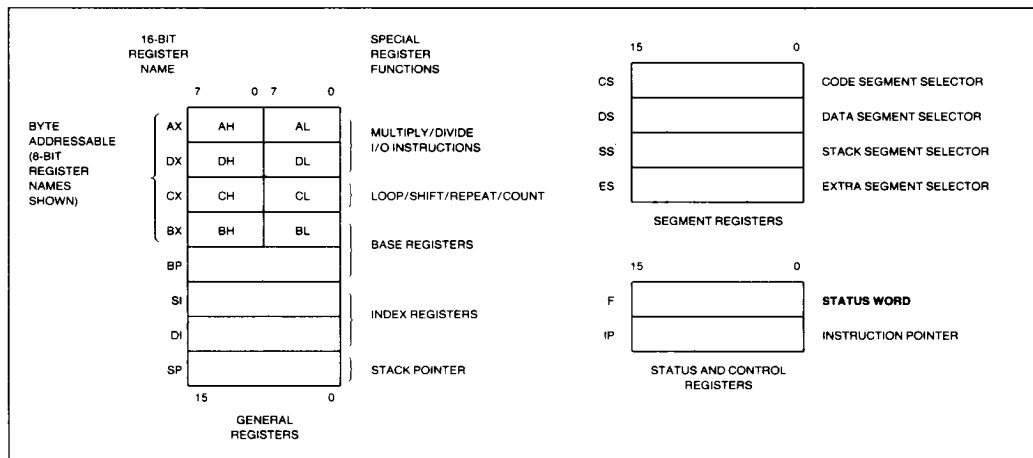 16-BIT
REGISTER
NAME
SPECIAL
REGISTER
FUNCTIONS
7 0 7 0
BYTE
ADDRESSABLE
(8-BIT
REGISTER
NAMES
SHOWN)
AX AH AL
DX DH DL
MULTIPLY/DIVIDE
I/O INSTRUCTIONS
CX CH CL LOOP/SHIFT/REPEAT/COUNT
BX BH BL
BASE REGISTERS
BP
SI
INDEX REGISTERS
DI
SP STACK POINTER
15 0
GENERAL
REGISTERS
15 0
CS CODE SEGMENT SELECTOR
DS DATA SEGMENT SELECTOR
SS STACK SEGMENT SELECTOR
ES EXTRA SEGMENT SELECTOR
SEGMENT REGISTERS
15 0
F STATUS WORD
IP INSTRUCTION POINTER
STATUS AND CONTROL
REGISTERS